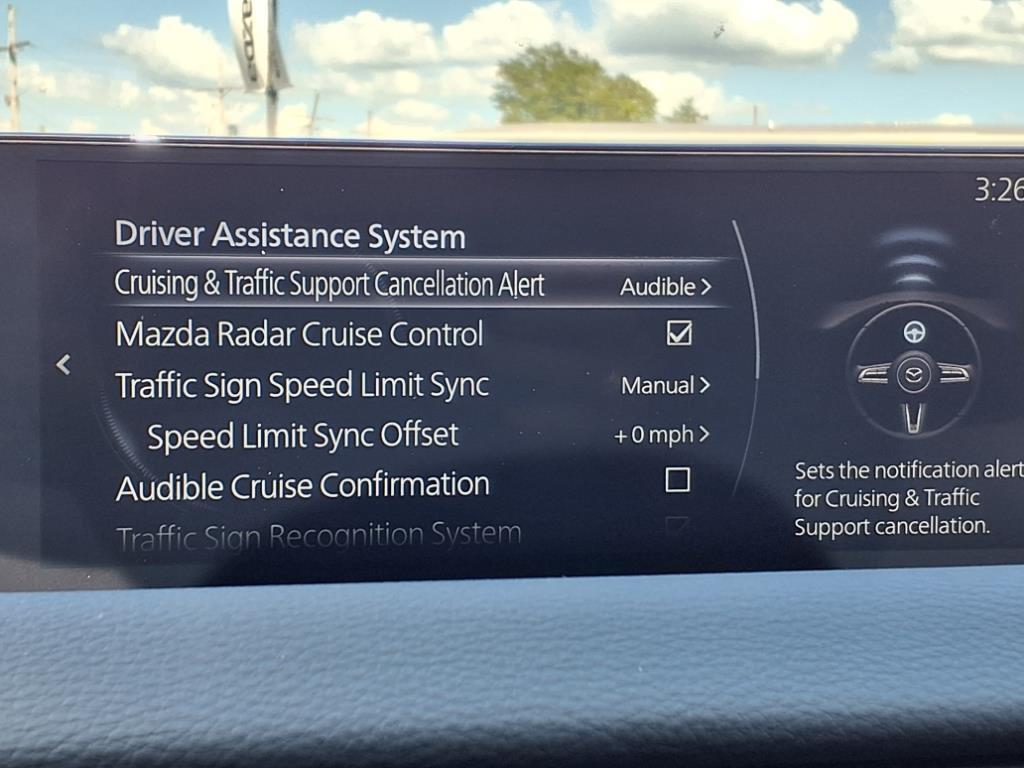 mazda
3:26
Driver Assistance System
Cruising & Traffic Support Cancellation Alert Audible >
Mazda Radar Cruise Control
Traffic Sign Speed Limit Sync Manual >
Speed Limit Sync Offset + 0 mph >
Audible Cruise Confirmation
Traffic Sign Recognition System
Sets the notification alert
for Cruising & Traffic
Support cancellation.